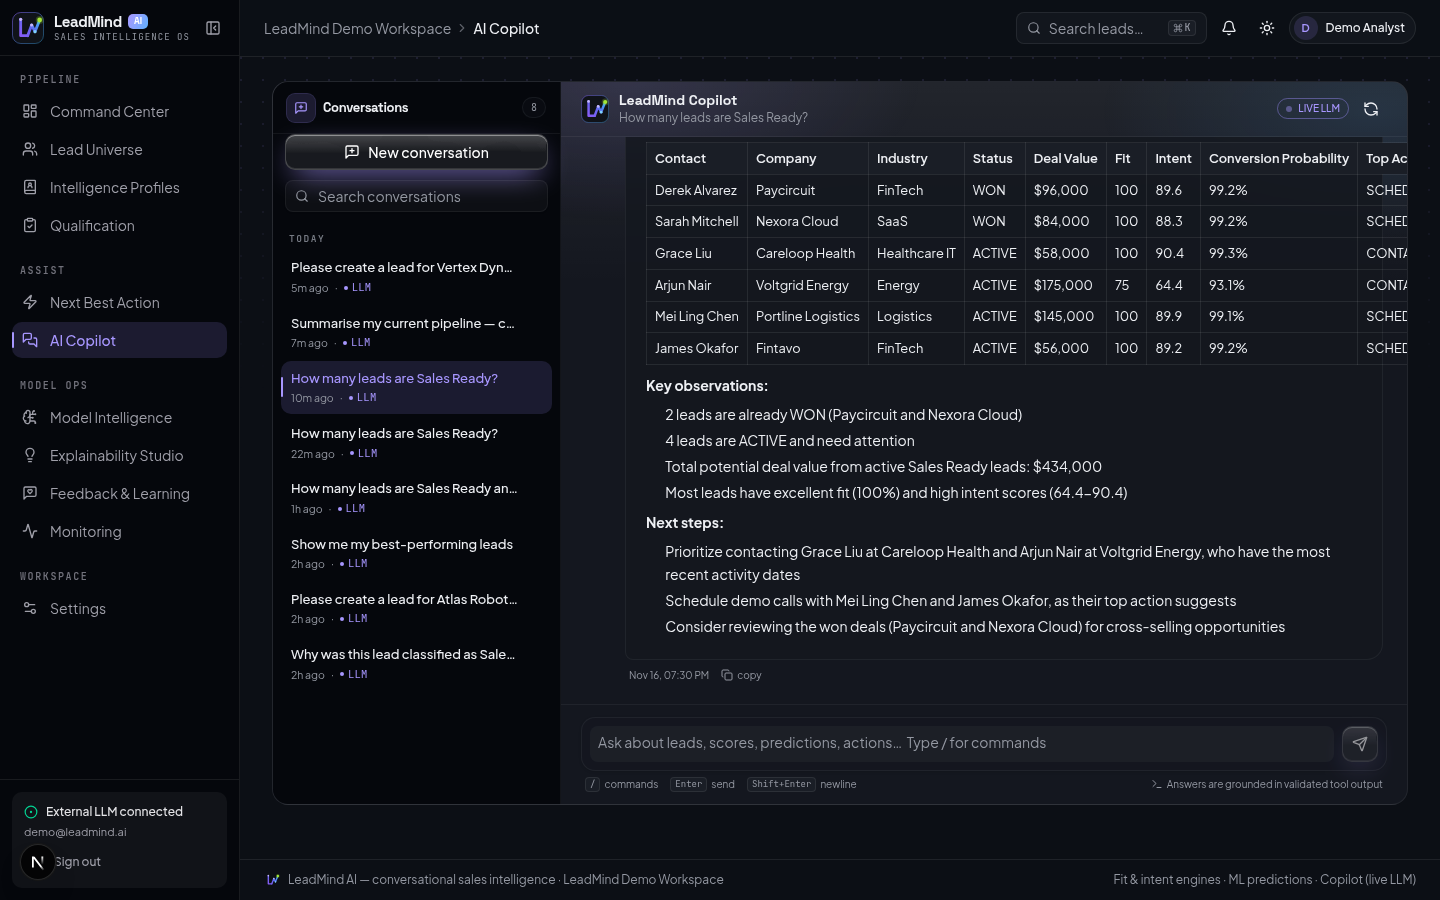 LeadMind AI
SALES INTELLIGENCE OS
PIPELINE
Command Center
Lead Universe
Intelligence Profiles
Qualification
ASSIST
Next Best Action
AI Copilot
MODEL OPS
Model Intelligence
Explainability Studio
Feedback & Learning
Monitoring
WORKSPACE
Settings
External LLM connected
demo@leadmind.ai
N Sign out
LeadMind Demo Workspace > AI Copilot
Search leads... ⌘K
D Demo Analyst
Conversations 8
New conversation
Search conversations
TODAY
Please create a lead for Vertex Dyn...
5m ago · • LLM
Summarise my current pipeline — c...
7m ago · • LLM
How many leads are Sales Ready?
10m ago · • LLM
How many leads are Sales Ready?
22m ago · • LLM
How many leads are Sales Ready an...
1h ago · • LLM
Show me my best-performing leads
2h ago · • LLM
Please create a lead for Atlas Robot...
2h ago · • LLM
Why was this lead classified as Sale...
2h ago · • LLM
LeadMind Copilot
How many leads are Sales Ready?
LIVE LLM
Contact Company Industry Status Deal Value Fit Intent Conversion Probability Top Ac
Derek Alvarez Paycircuit FinTech WON $96,000 100 89.6 99.2% SCHED
Sarah Mitchell Nexora Cloud SaaS WON $84,000 100 88.3 99.2% SCHED
Grace Liu Careloop Health Healthcare IT ACTIVE $58,000 100 90.4 99.3% CONTA
Arjun Nair Voltgrid Energy Energy ACTIVE $175,000 75 64.4 93.1% CONTA
Mei Ling Chen Portline Logistics Logistics ACTIVE $145,000 100 89.9 99.1% SCHED
James Okafor Fintavo FinTech ACTIVE $56,000 100 89.2 99.2% SCHED
Key observations:
2 leads are already WON (Paycircuit and Nexora Cloud)
4 leads are ACTIVE and need attention
Total potential deal value from active Sales Ready leads: $434,000
Most leads have excellent fit (100%) and high intent scores (64.4–90.4)
Next steps:
Prioritize contacting Grace Liu at Careloop Health and Arjun Nair at Voltgrid Energy, who have the most
recent activity dates
Schedule demo calls with Mei Ling Chen and James Okafor, as their top action suggests
Consider reviewing the won deals (Paycircuit and Nexora Cloud) for cross-selling opportunities
Nov 16, 07:30 PM copy
Ask about leads, scores, predictions, actions... Type / for commands
/ commands Enter send Shift+Enter newline
Answers are grounded in validated tool output
LeadMind AI — conversational sales intelligence · LeadMind Demo Workspace
Fit & intent engines · ML predictions · Copilot (live LLM)